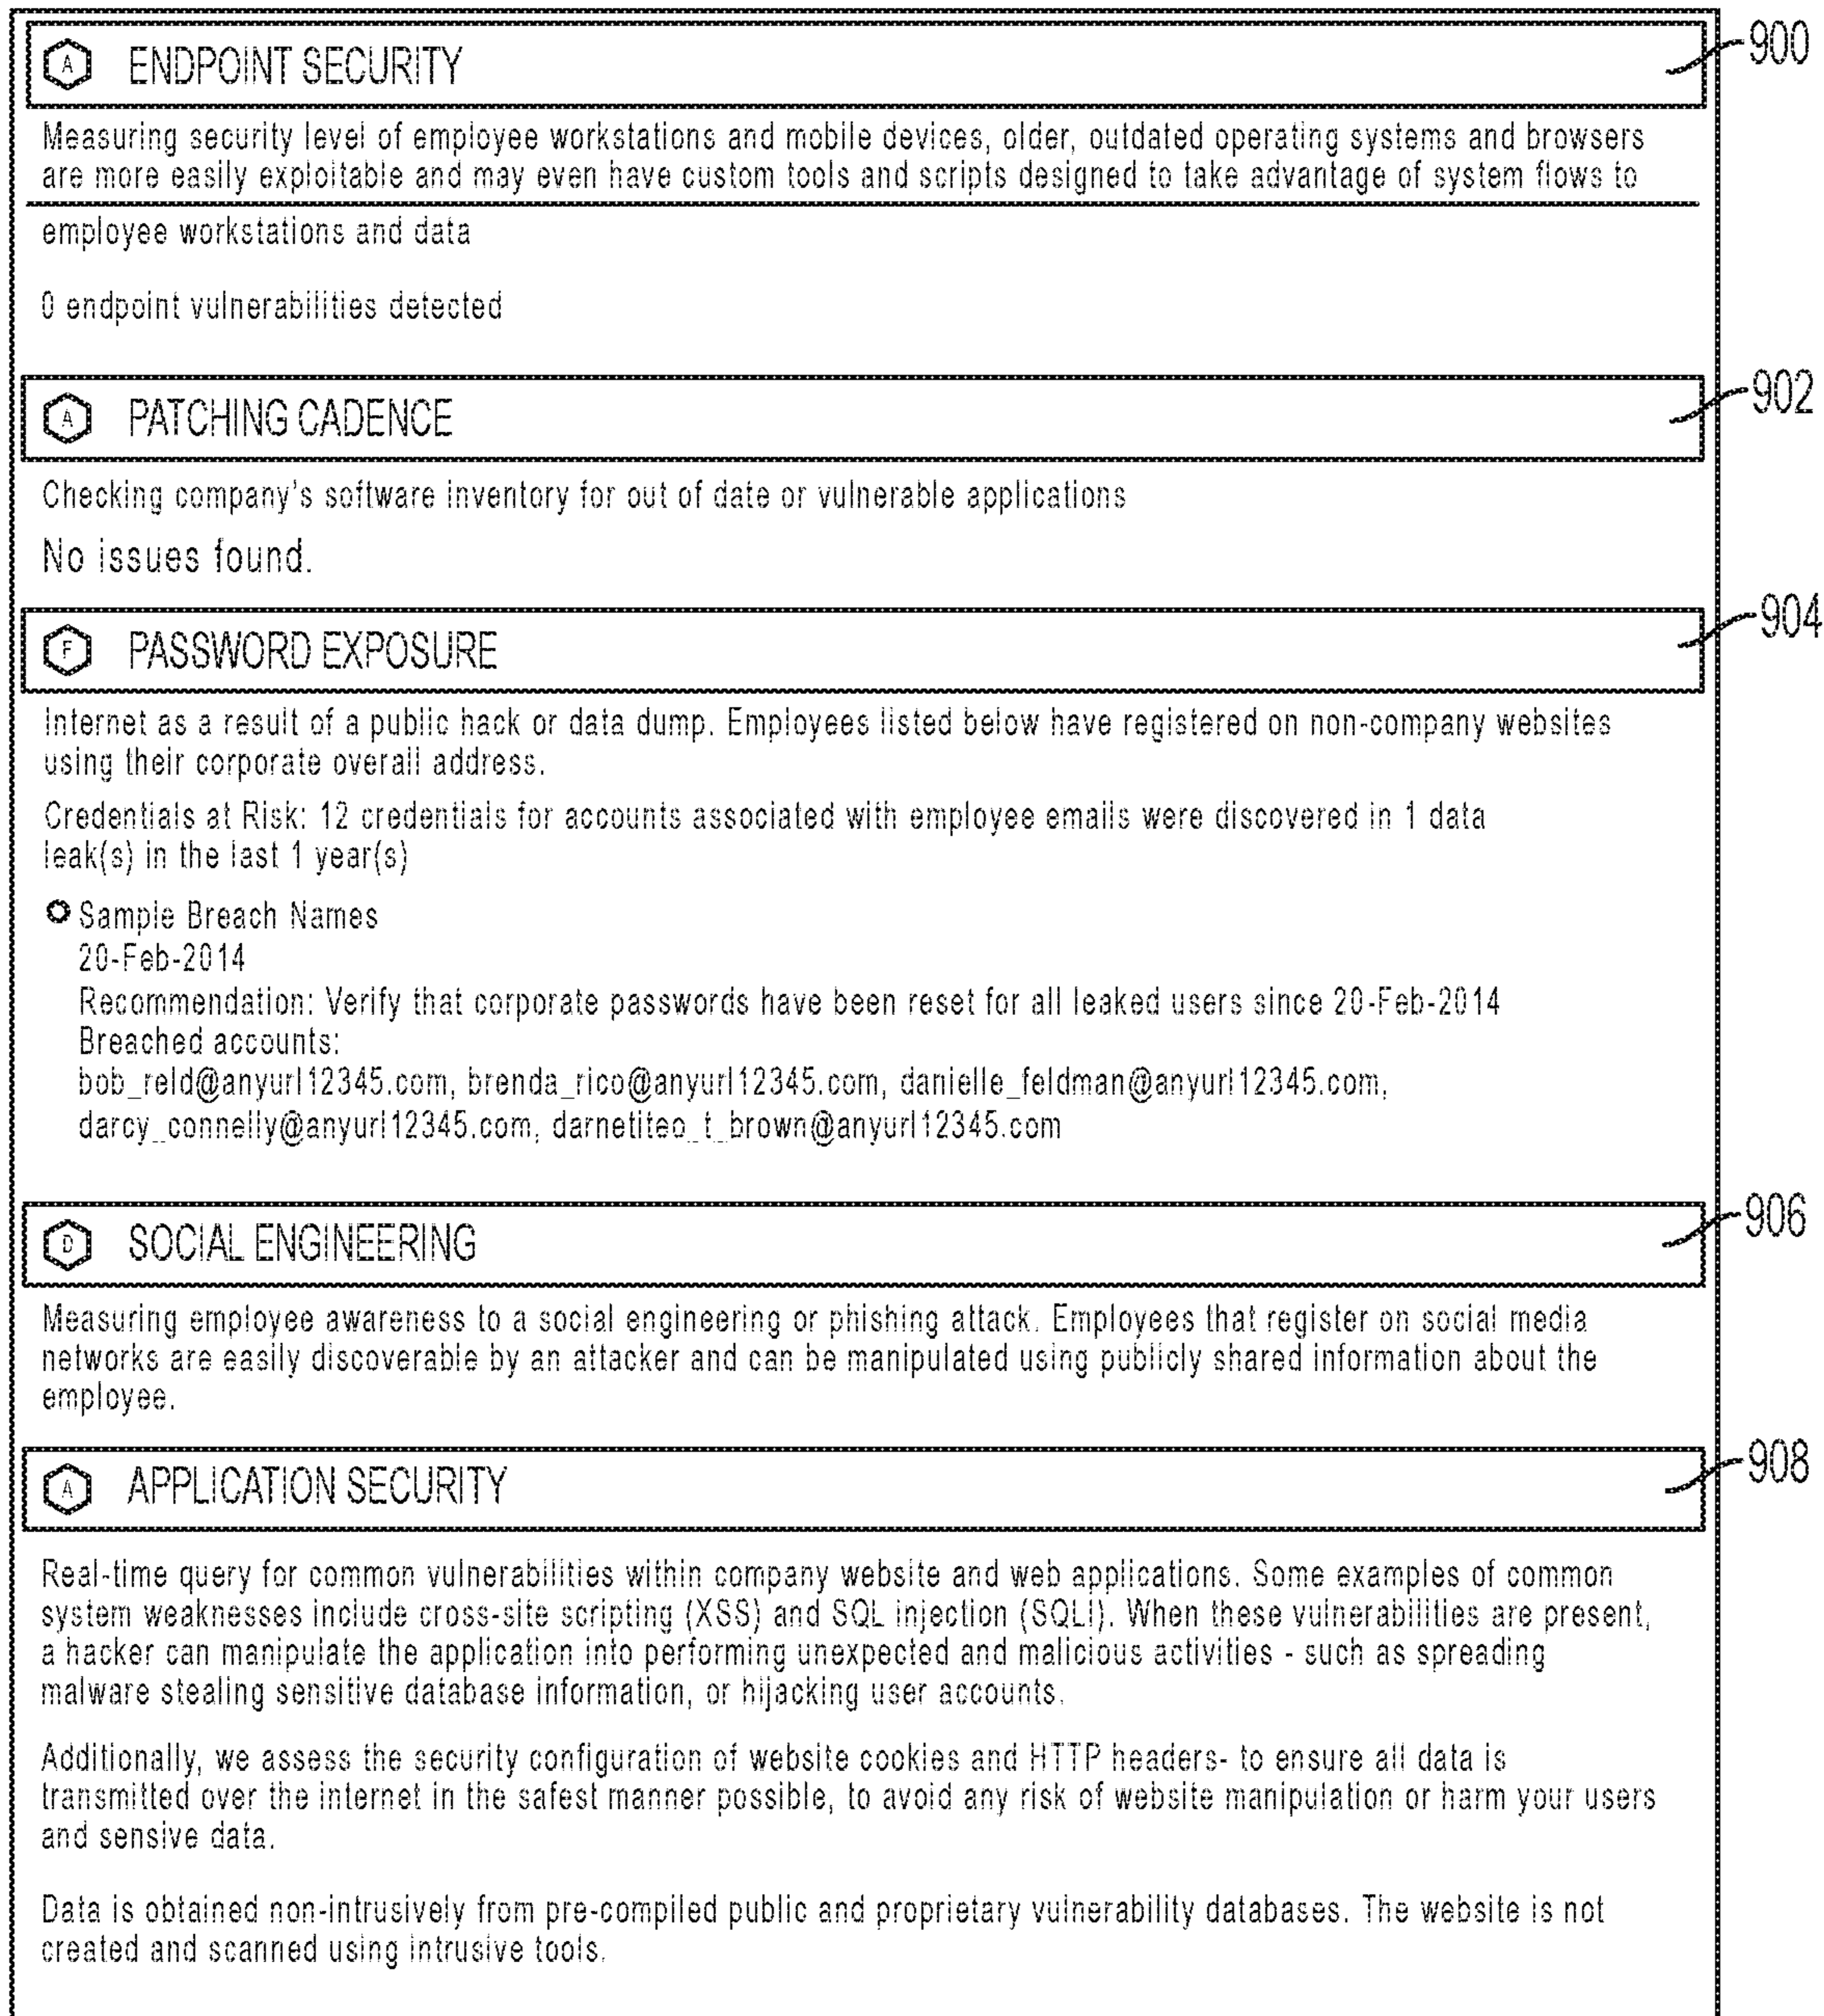 A ENDPOINT SECURITY 900
Measuring security level of employee workstations and mobile devices, older, outdated operating systems and browsers
are more easily exploitable and may even have custom tools and scripts designed to take advantage of system flows to
employee workstations and data
0 endpoint vulnerabilities detected
A PATCHING CADENCE 902
Checking company's software inventory for out of date or vulnerable applications
No issues found.
F PASSWORD EXPOSURE 904
Internet as a result of a public hack or data dump. Employees listed below have registered on non-company websites
using their corporate overall address.
Credentials at Risk: 12 credentials for accounts associated with employee emails were discovered in 1 data
leak(s) in the last 1 year(s)
Sample Breach Names
20-Feb-2014
Recommendation: Verify that corporate passwords have been reset for all leaked users since 20-Feb-2014
Breached accounts:
bob_reld@anyurl12345.com, brenda_rico@anyurl12345.com, danielle_feldman@anyurl12345.com,
darcy_connelly@anyurl12345.com, darnetiteo_t_brown@anyurl12345.com
D SOCIAL ENGINEERING 906
Measuring employee awareness to a social engineering or phishing attack. Employees that register on social media
networks are easily discoverable by an attacker and can be manipulated using publicly shared information about the
employee.
A APPLICATION SECURITY 908
Real-time query for common vulnerabilities within company website and web applications. Some examples of common
system weaknesses include cross-site scripting (XSS) and SQL injection (SQLI). When these vulnerabilities are present,
a hacker can manipulate the application into performing unexpected and malicious activities - such as spreading
malware stealing sensitive database information, or hijacking user accounts.
Additionally, we assess the security configuration of website cookies and HTTP headers- to ensure all data is
transmitted over the internet in the safest manner possible, to avoid any risk of website manipulation or harm your users
and sensive data.
Data is obtained non-intrusively from pre-compiled public and proprietary vulnerability databases. The website is not
created and scanned using intrusive tools.